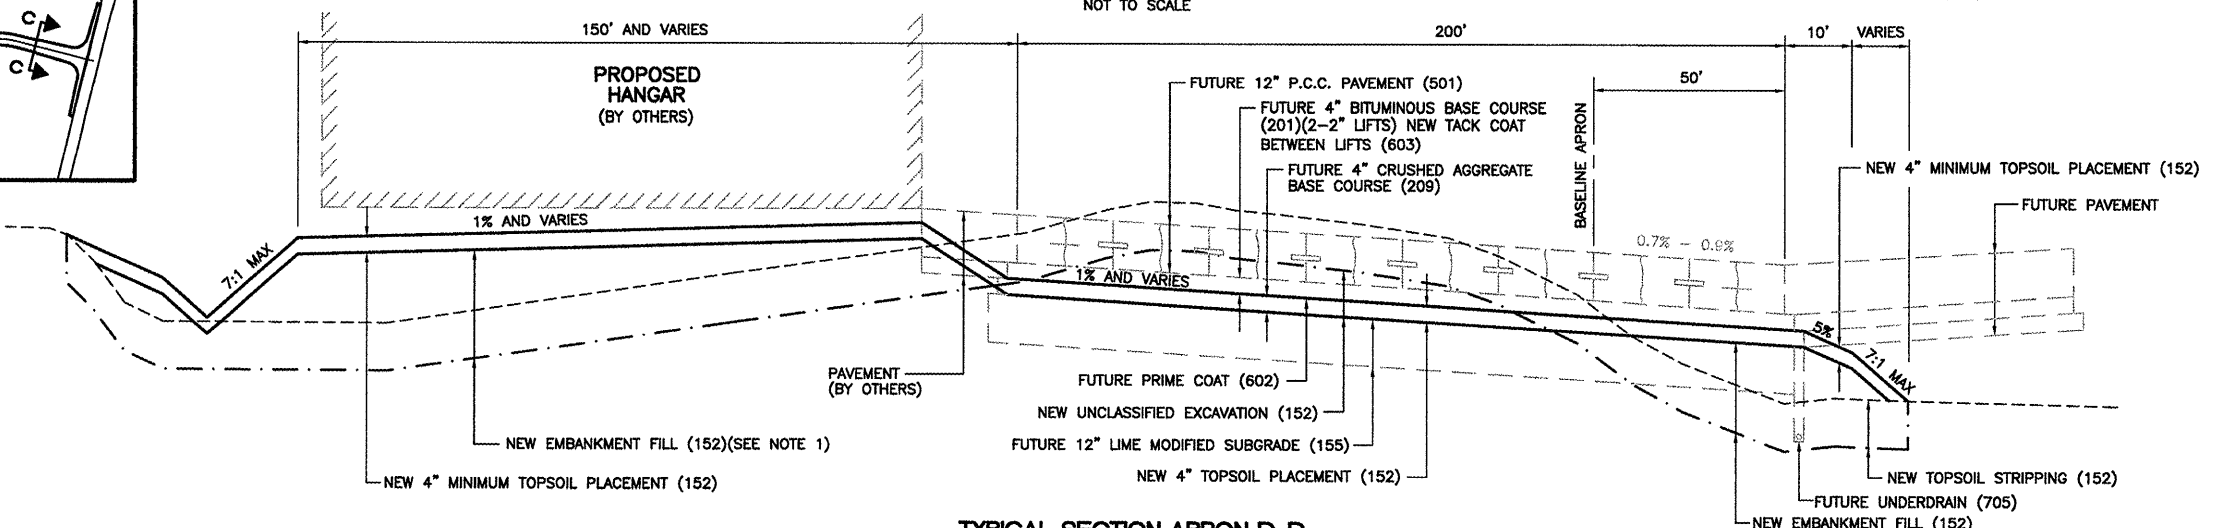 NOT TO SCALE
C
C
150' AND VARIES
200'
10'
VARIES
PROPOSED
HANGAR
(BY OTHERS)
50'
FUTURE 12" P.C.C. PAVEMENT (501)
FUTURE 4" BITUMINOUS BASE COURSE
(201)(2-2" LIFTS) NEW TACK COAT
BETWEEN LIFTS (603)
FUTURE 4" CRUSHED AGGREGATE
BASE COURSE (209)
BASELINE APRON
NEW 4" MINIMUM TOPSOIL PLACEMENT (152)
FUTURE PAVEMENT
1% AND VARIES
7:1 MAX
0.7% - 0.9%
1% AND VARIES
5%
7:1 MAX
PAVEMENT
(BY OTHERS)
FUTURE PRIME COAT (602)
NEW UNCLASSIFIED EXCAVATION (152)
FUTURE 12" LIME MODIFIED SUBGRADE (155)
NEW 4" TOPSOIL PLACEMENT (152)
NEW EMBANKMENT FILL (152)(SEE NOTE 1)
NEW 4" MINIMUM TOPSOIL PLACEMENT (152)
NEW TOPSOIL STRIPPING (152)
FUTURE UNDERDRAIN (705)
NEW EMBANKMENT FILL (152)
TYPICAL SECTION APRON D-D